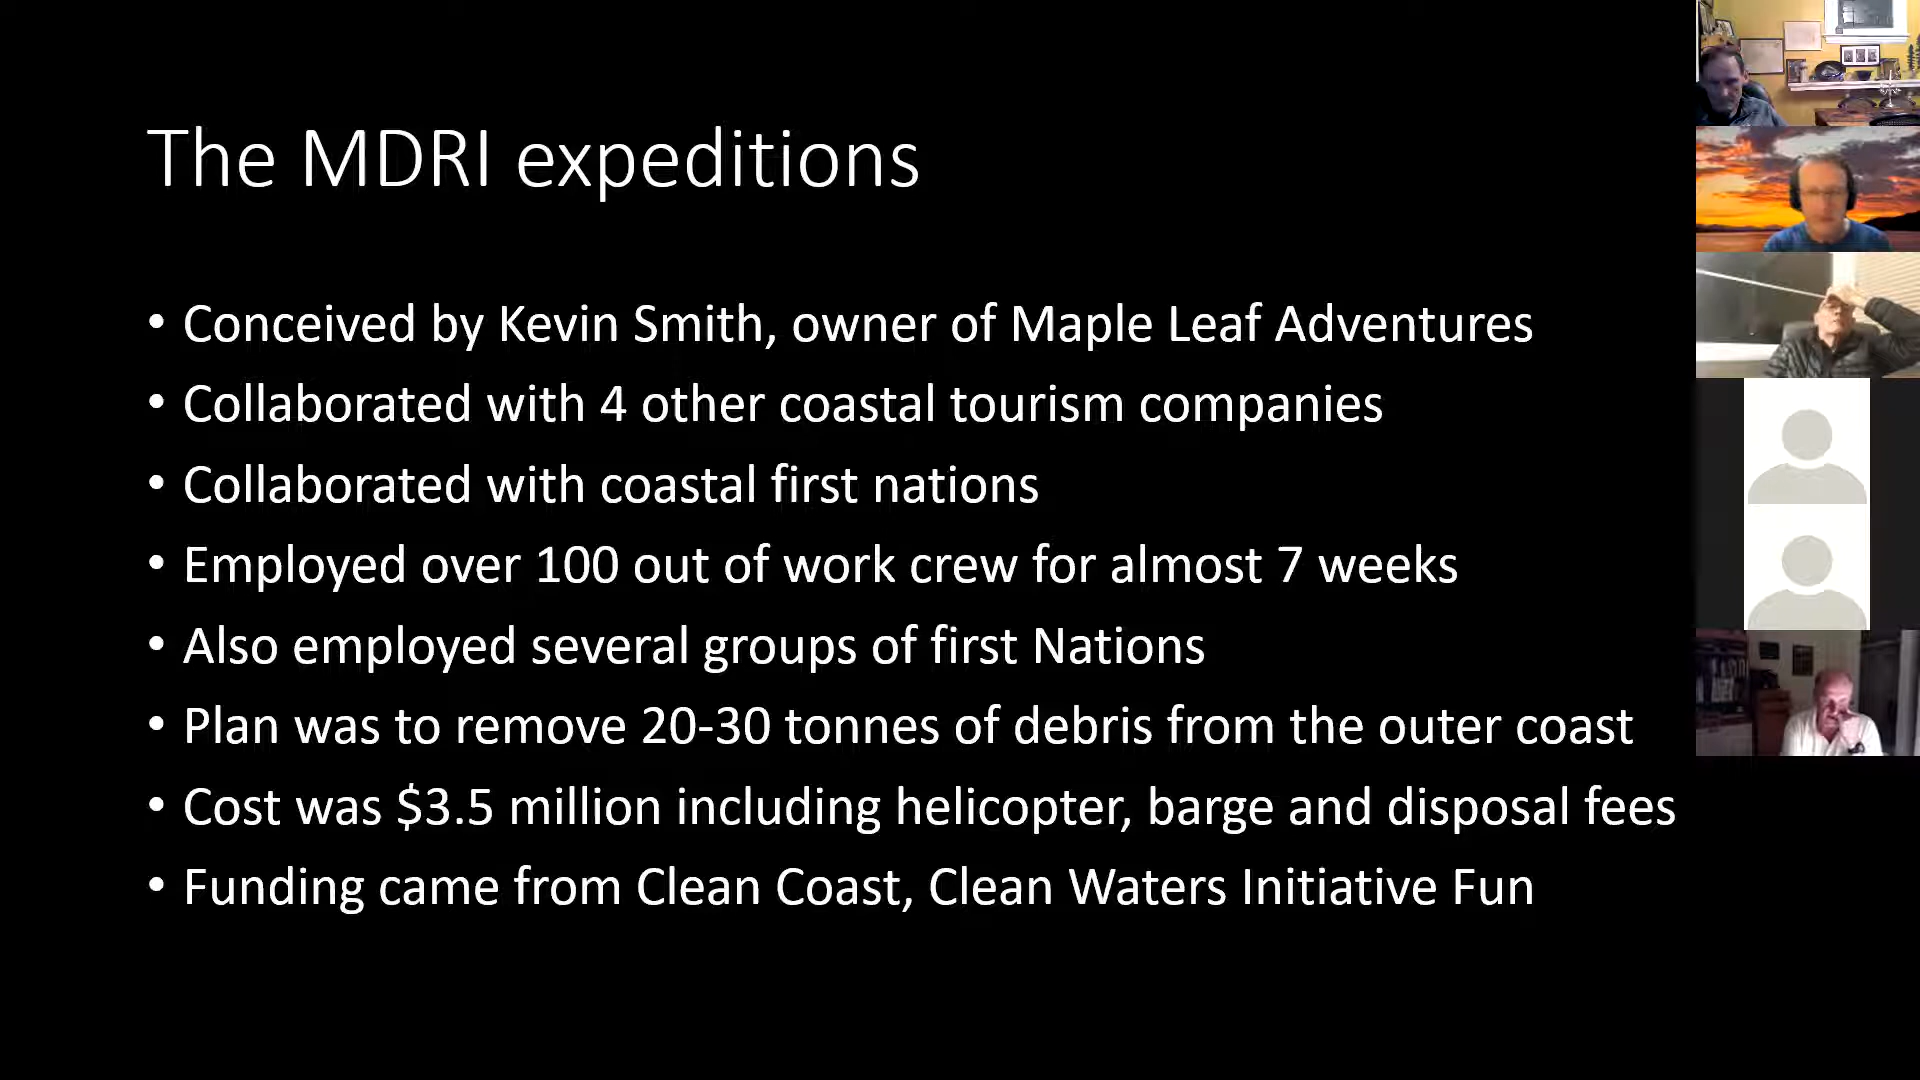 The MDRI expeditions
• Conceived by Kevin Smith, owner of Maple Leaf Adventures
• Collaborated with 4 other coastal tourism companies
• Collaborated with coastal first nations
• Employed over 100 out of work crew for almost 7 weeks
• Also employed several groups of first Nations
• Plan was to remove 20-30 tonnes of debris from the outer coast
• Cost was $3.5 million including helicopter, barge and disposal fees
• Funding came from Clean Coast, Clean Waters Initiative Fun